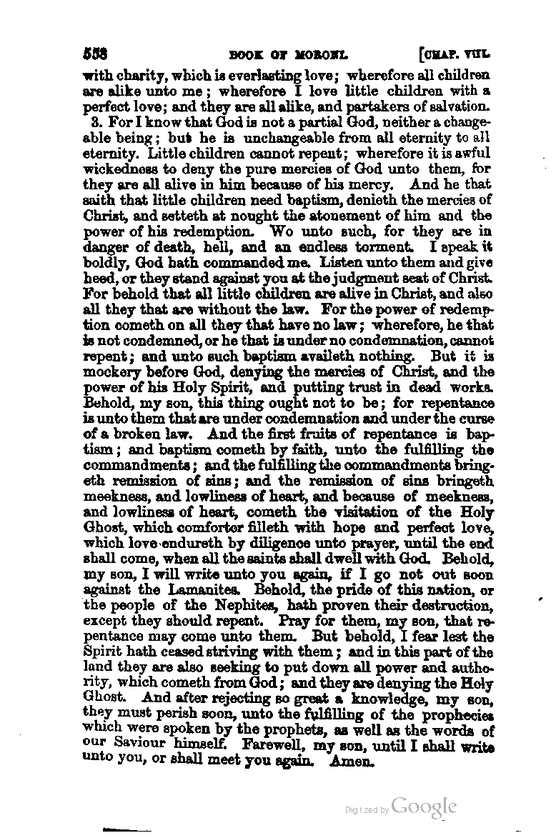 558 BOOK OF MORONI. [CHAP. VIII.
with charity, which is everlasting love; wherefore all children
are alike unto me; wherefore I love little children with a
perfect love; and they are all alike, and partakers of salvation.
3. For I know that God is not a partial God, neither a change-
able being; but he is unchangeable from all eternity to all
eternity. Little children cannot repent; wherefore it is awful
wickedness to deny the pure mercies of God unto them, for
they are all alive in him because of his mercy. And he that
saith that little children need baptism, denieth the mercies of
Christ, and setteth at nought the atonement of him and the
power of his redemption. Wo unto such, for they are in
danger of death, hell, and an endless torment. I speak it
boldly, God hath commanded me. Listen unto them and give
heed, or they stand against you at the judgment seat of Christ.
For behold that all little children are alive in Christ, and also
all they that are without the law. For the power of redemp-
tion cometh on all they that have no law; wherefore, he that
is not condemned, or he that is under no condemnation, cannot
repent; and unto such baptism availeth nothing. But it is
mockery before God, denying the mercies of Christ, and the
power of his Holy Spirit, and putting trust in dead works.
Behold, my son, this thing ought not to be; for repentance
is unto them that are under condemnation and under the curse
of a broken law. And the first fruits of repentance is bap-
tism; and baptism cometh by faith, unto the fulfilling the
commandments; and the fulfilling the commandments bring-
eth remission of sins; and the remission of sins bringeth
meekness, and lowliness of heart, and because of meekness,
and lowliness of heart, cometh the visitation of the Holy
Ghost, which comforter filleth with hope and perfect love,
which love endureth by diligence unto prayer, until the end
shall come, when all the saints shall dwell with God. Behold,
my son, I will write unto you again, if I go not out soon
against the Lamanites. Behold, the pride of this nation, or
the people of the Nephites, hath proven their destruction,
except they should repent. Pray for them, my son, that re-
pentance may come unto them. But behold, I fear lest the
Spirit hath ceased striving with them; and in this part of the
land they are also seeking to put down all power and autho-
rity, which cometh from God; and they are denying the Holy
Ghost. And after rejecting so great a knowledge, my son,
they must perish soon, unto the fulfilling of the prophecies
which were spoken by the prophets, as well as the words of
our Saviour himself. Farewell, my son, until I shall write
unto you, or shall meet you again. Amen.
Digitized by Google